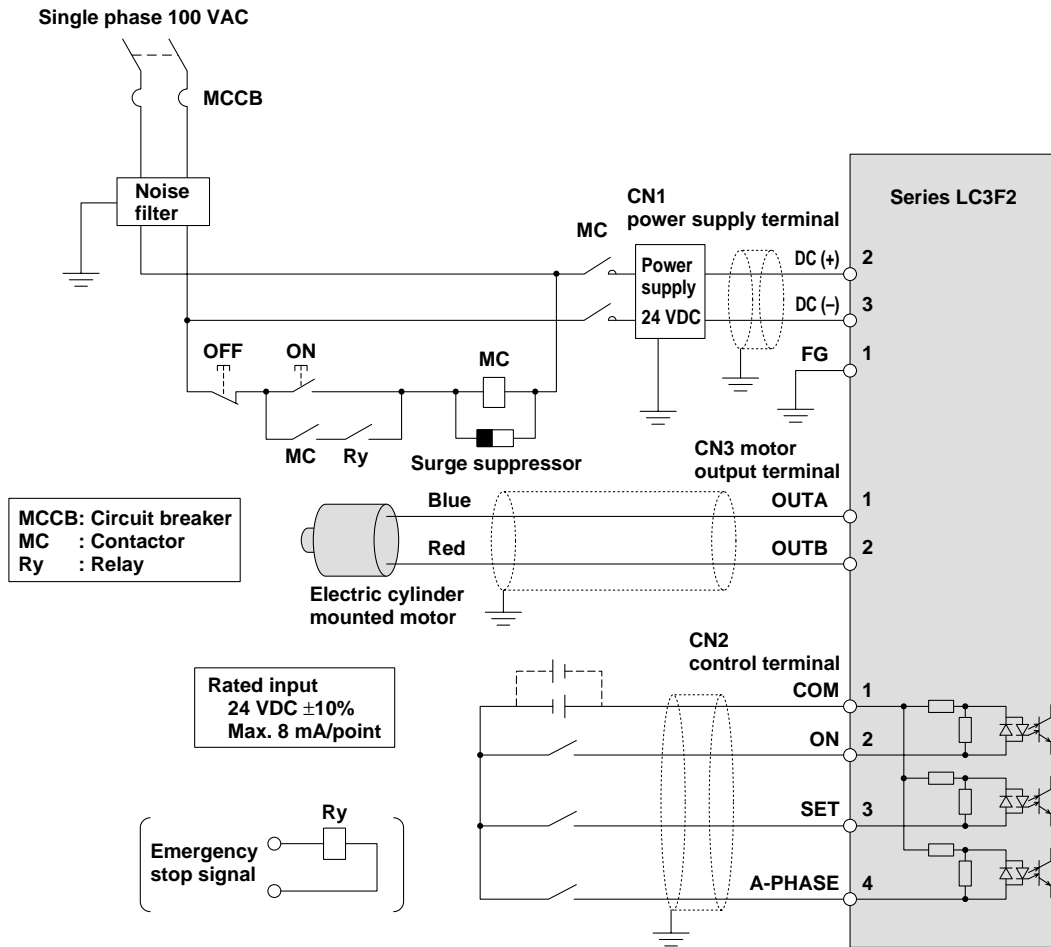 Single phase 100 VAC
MCCB
Noise
filter
CN1
power supply terminal
Series LC3F2
MC
Power
supply
24 VDC
DC (+)
2
DC (–)
3
FG
1
OFF
ON
MC
MC
Ry
Surge suppressor
CN3 motor
output terminal
Blue
OUTA
1
Red
OUTB
2
MCCB: Circuit breaker
MC : Contactor
Ry : Relay
Electric cylinder
mounted motor
CN2
control terminal
Rated input
24 VDC ±10%
Max. 8 mA/point
COM
1
ON
2
SET
3
A-PHASE
4
Ry
Emergency
stop signal